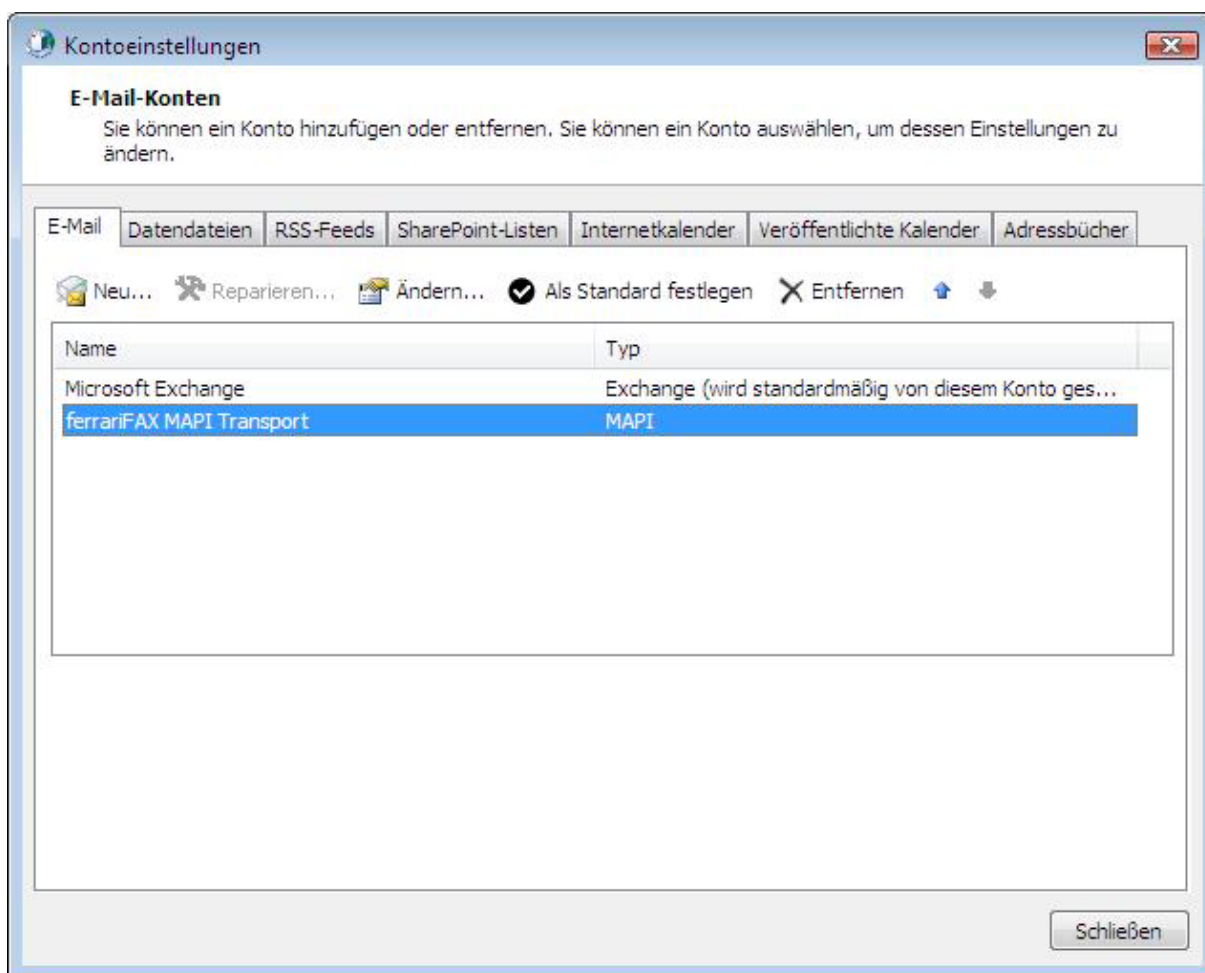 Kontoeinstellungen
E-Mail-Konten
Sie können ein Konto hinzufügen oder entfernen. Sie können ein Konto auswählen, um dessen Einstellungen zu
ändern.
E-Mail Datendateien RSS-Feeds SharePoint-Listen Internetkalender Veröffentlichte Kalender Adressbücher
Neu... Reparieren... Ändern... Als Standard festlegen Entfernen
Name Typ
Microsoft Exchange Exchange (wird standardmäßig von diesem Konto ges...
ferrariFAX MAPI Transport MAPI
Schließen